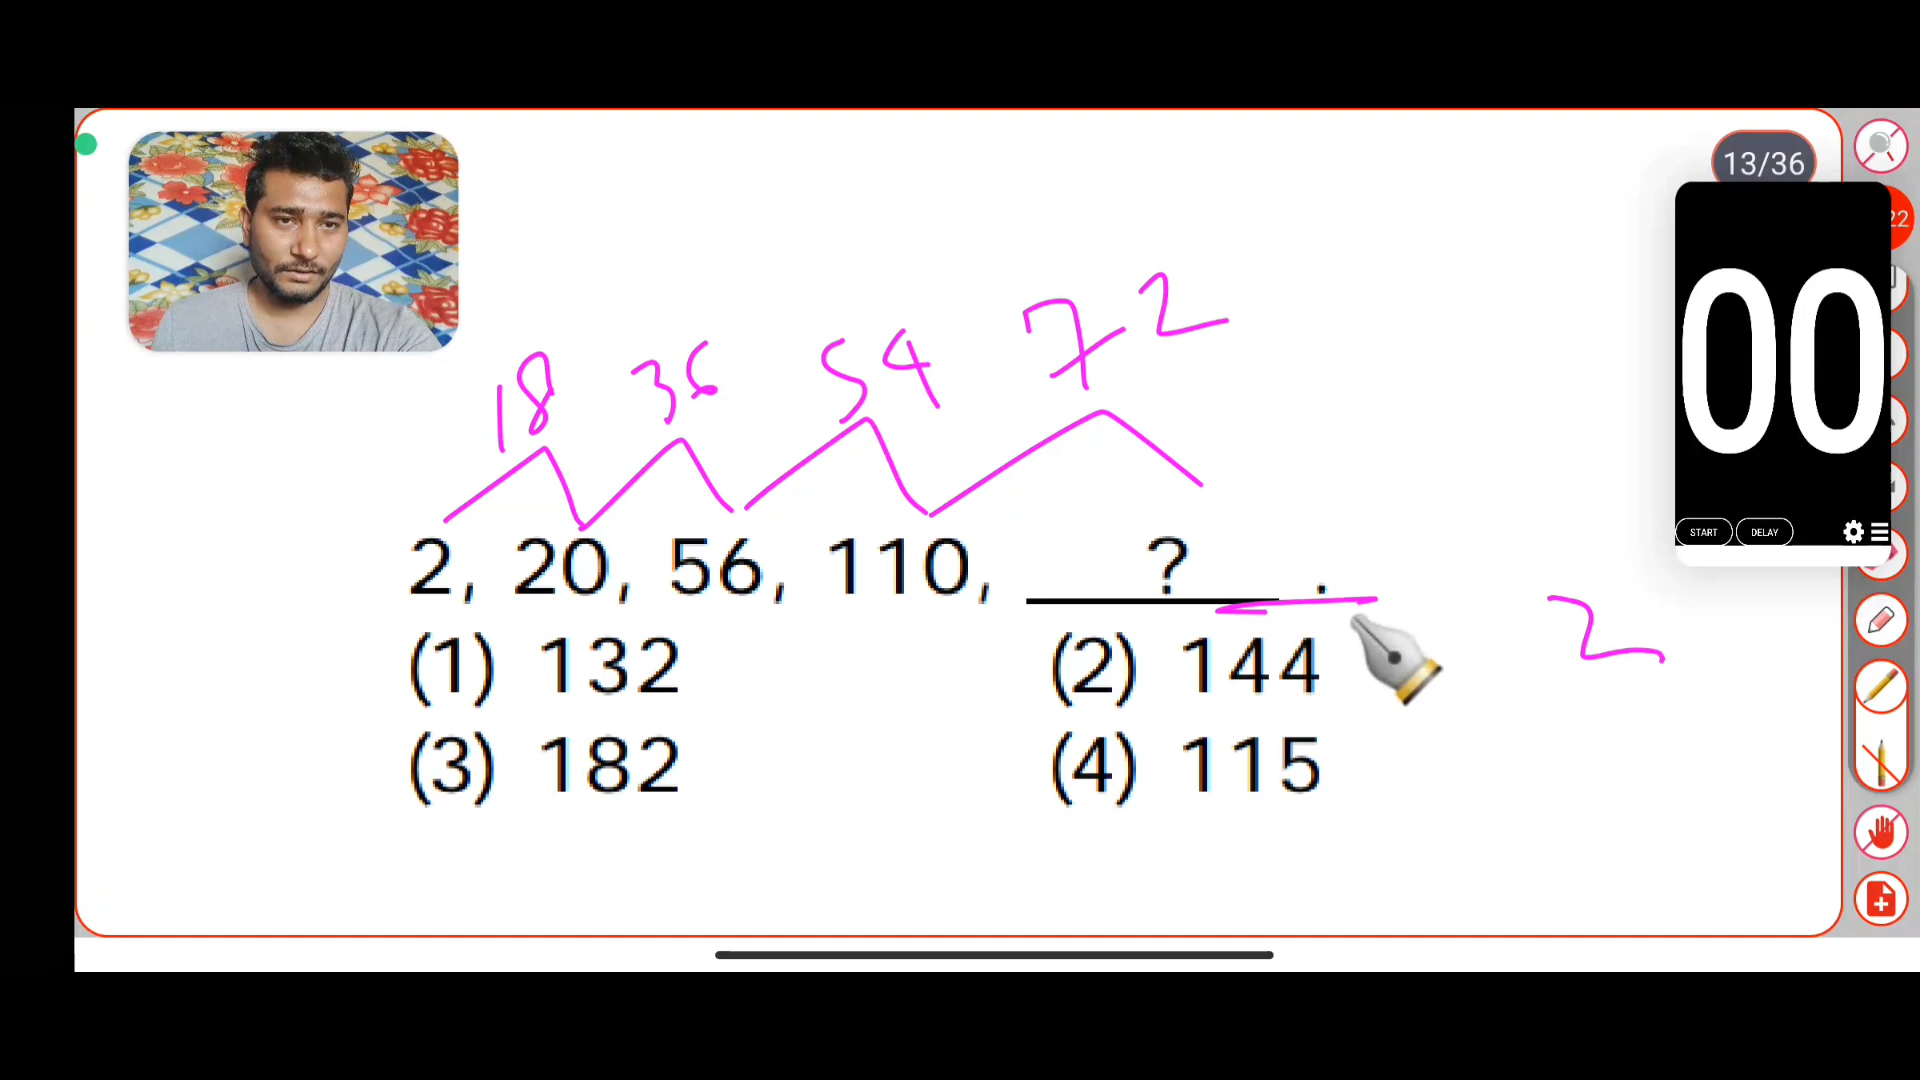 13/36
22
00
START DELAY
18 36 54 72
2, 20, 56, 110, ? .
2
(1) 132 (2) 144
(3) 182 (4) 115